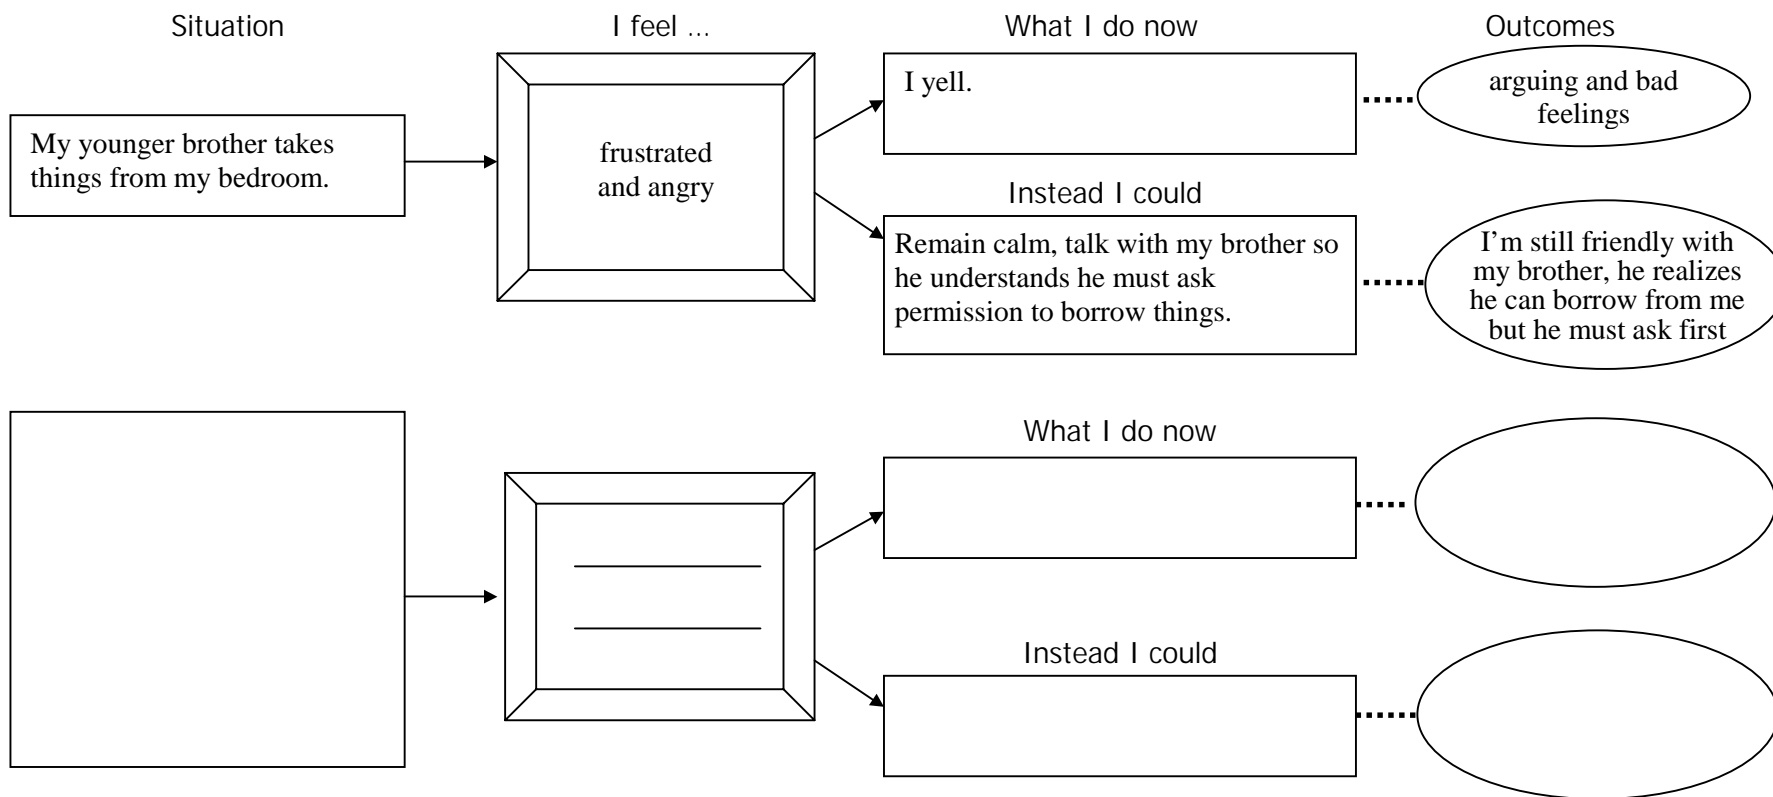 Situation
I feel ...
What I do now
Outcomes
My younger brother takes
things from my bedroom.
frustrated
and angry
I yell.
arguing and bad
feelings
Instead I could
Remain calm, talk with my brother so
he understands he must ask
permission to borrow things.
I’m still friendly with
my brother, he realizes
he can borrow from me
but he must ask first
What I do now
Instead I could